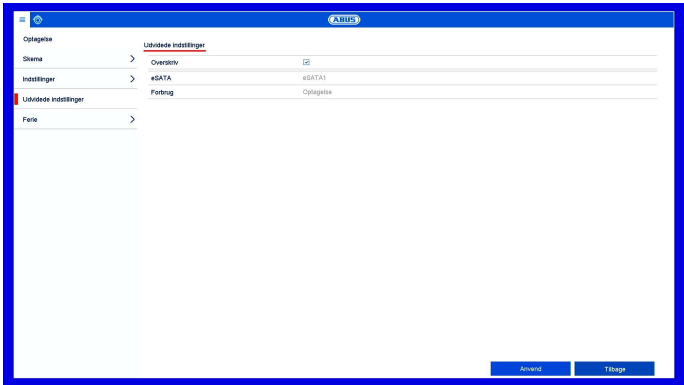 ABUS
Optagelse
Skema
Indstillinger
Udvidede indstillinger
Ferie
Udvidede indstillinger
Overskriv
eSATA eSATA1
Forbrug Optagelse
Anvend Tilbage